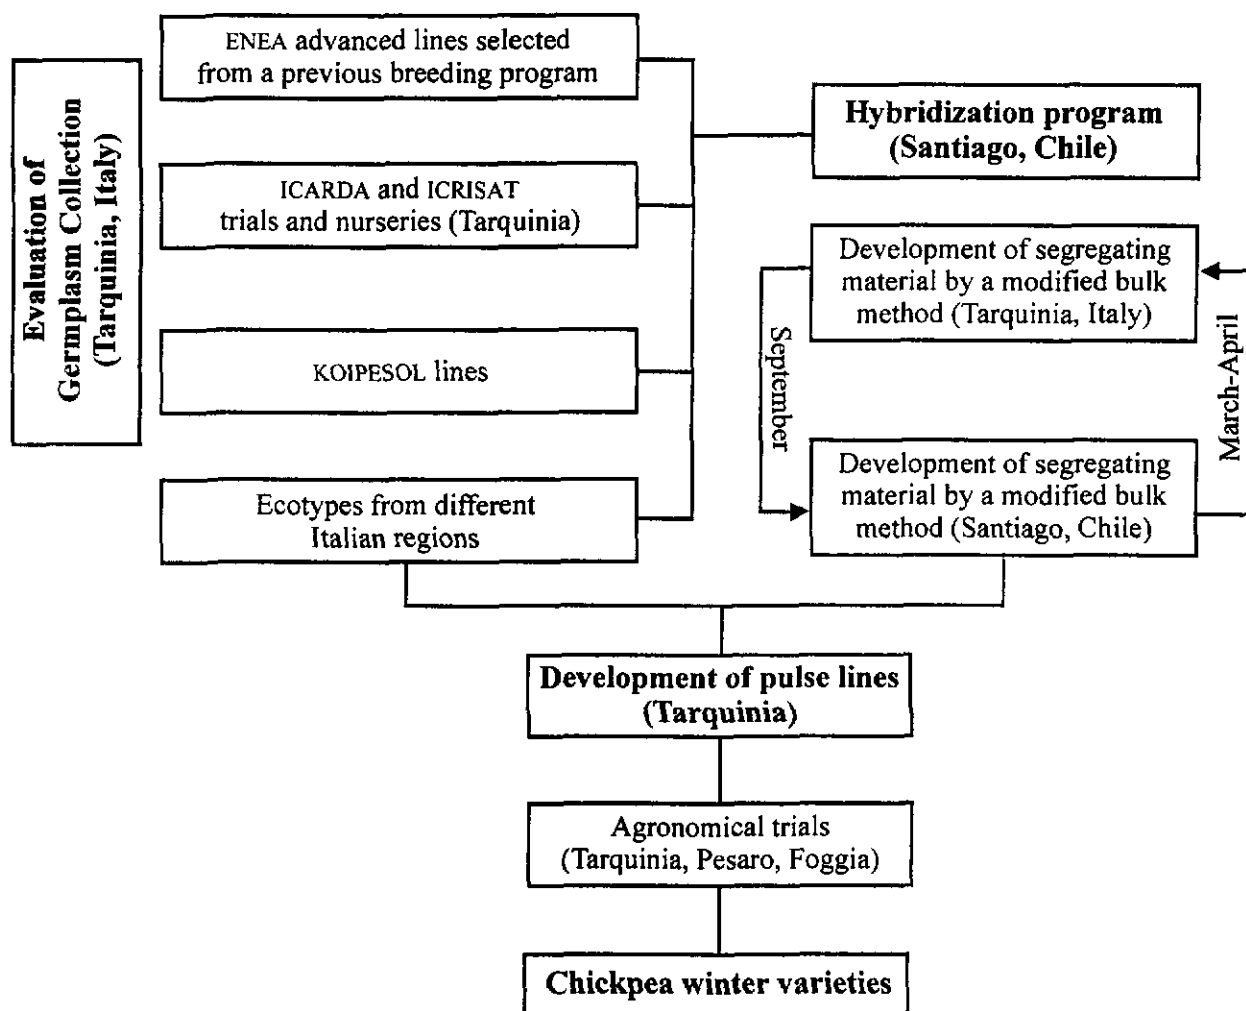 Evaluation of
Germplasm Collection
(Tarquinia, Italy)
ENEA advanced lines selected
from a previous breeding program
ICARDA and ICRISAT
trials and nurseries (Tarquinia)
KOIPESOL lines
Ecotypes from different
Italian regions
Hybridization program
(Santiago, Chile)
Development of segregating
material by a modified bulk
method (Tarquinia, Italy)
September
March-April
Development of segregating
material by a modified bulk
method (Santiago, Chile)
Development of pulse lines
(Tarquinia)
Agronomical trials
(Tarquinia, Pesaro, Foggia)
Chickpea winter varieties